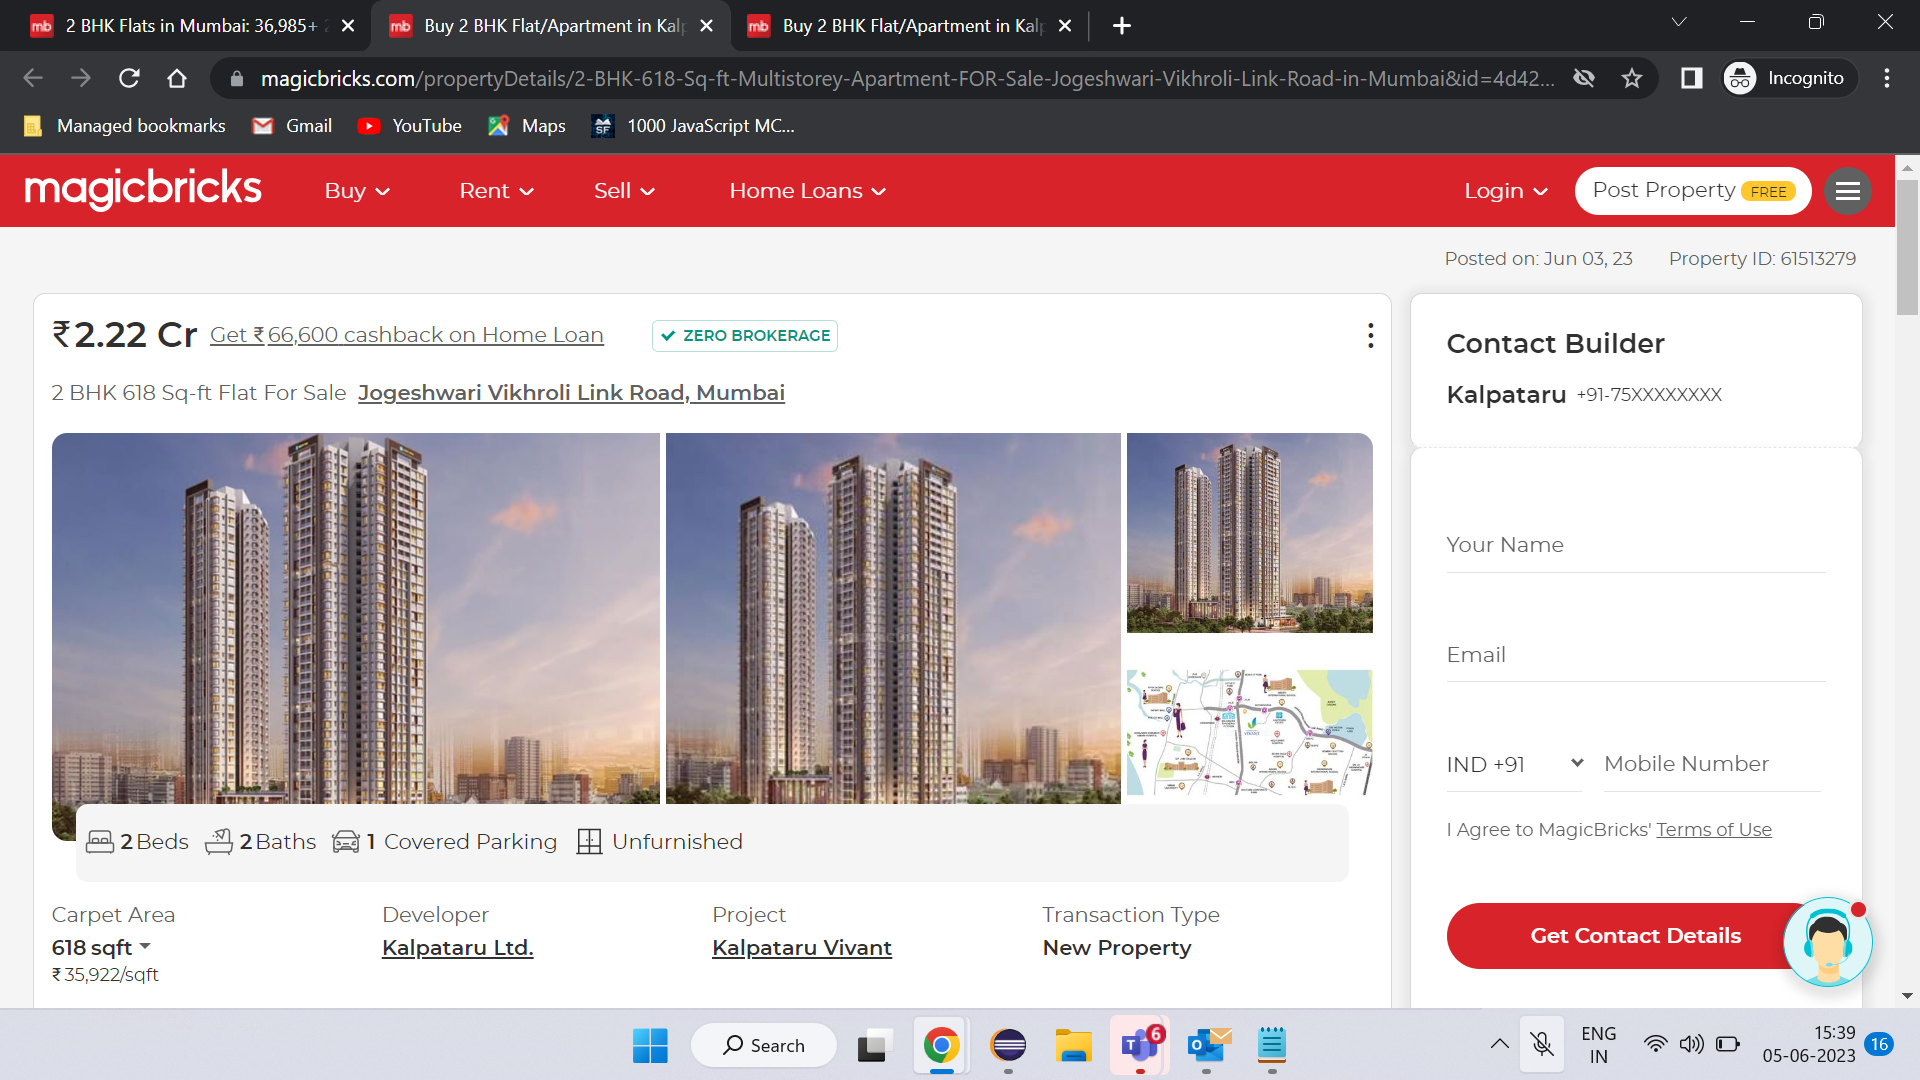 2 BHK Flats in Mumbai: 36,985+ 2
Buy 2 BHK Flat/Apartment in Kalp
Buy 2 BHK Flat/Apartment in Kalp
magicbricks.com/propertyDetails/2-BHK-618-Sq-ft-Multistorey-Apartment-FOR-Sale-Jogeshwari-Vikhroli-Link-Road-in-Mumbai&id=4d42...
Incognito
Managed bookmarks
Gmail
YouTube
Maps
SF
1000 JavaScript MC...
magicbricks
Buy
Rent
Sell
Home Loans
Login
Post Property FREE
Posted on: Jun 03, 23
Property ID: 61513279
₹2.22 Cr
Get ₹66,600 cashback on Home Loan
ZERO BROKERAGE
2 BHK 618 Sq-ft Flat For Sale Jogeshwari Vikhroli Link Road, Mumbai
2 Beds
2 Baths
1 Covered Parking
Unfurnished
Carpet Area
618 sqft
₹35,922/sqft
Developer
Kalpataru Ltd.
Project
Kalpataru Vivant
Transaction Type
New Property
Contact Builder
Kalpataru +91-75XXXXXXXX
Your Name
Email
IND +91
Mobile Number
I Agree to MagicBricks' Terms of Use
Get Contact Details
Search
6
ENG
IN
15:39
05-06-2023
16